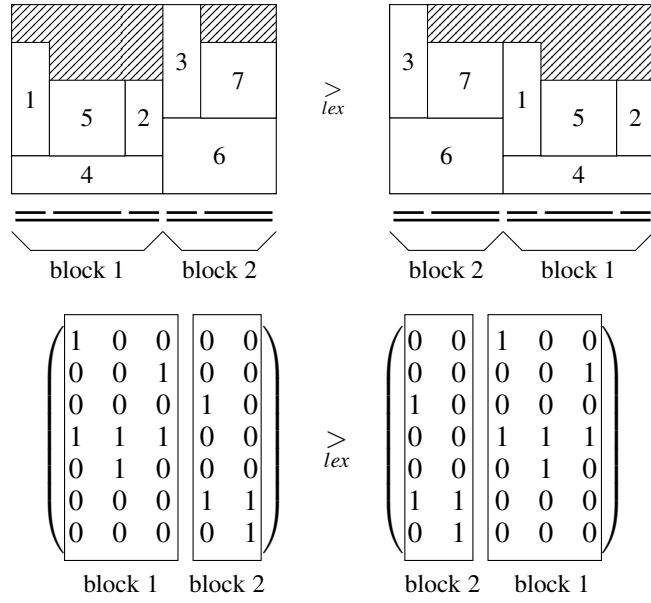 1 5 2 3 7 > lex 3 7 1 5 2
4 6 6 4
block 1 block 2 block 2 block 1
1 0 0 0 0 0 0 1 0 0
0 0 1 0 0 0 0 0 0 1
0 0 0 1 0 1 0 0 0 0
1 1 1 0 0 > lex 0 0 1 1 1
0 1 0 0 0 0 0 0 1 0
0 0 0 1 1 1 1 0 0 0
0 0 0 0 1 0 1 0 0 0
block 1 block 2 block 2 block 1